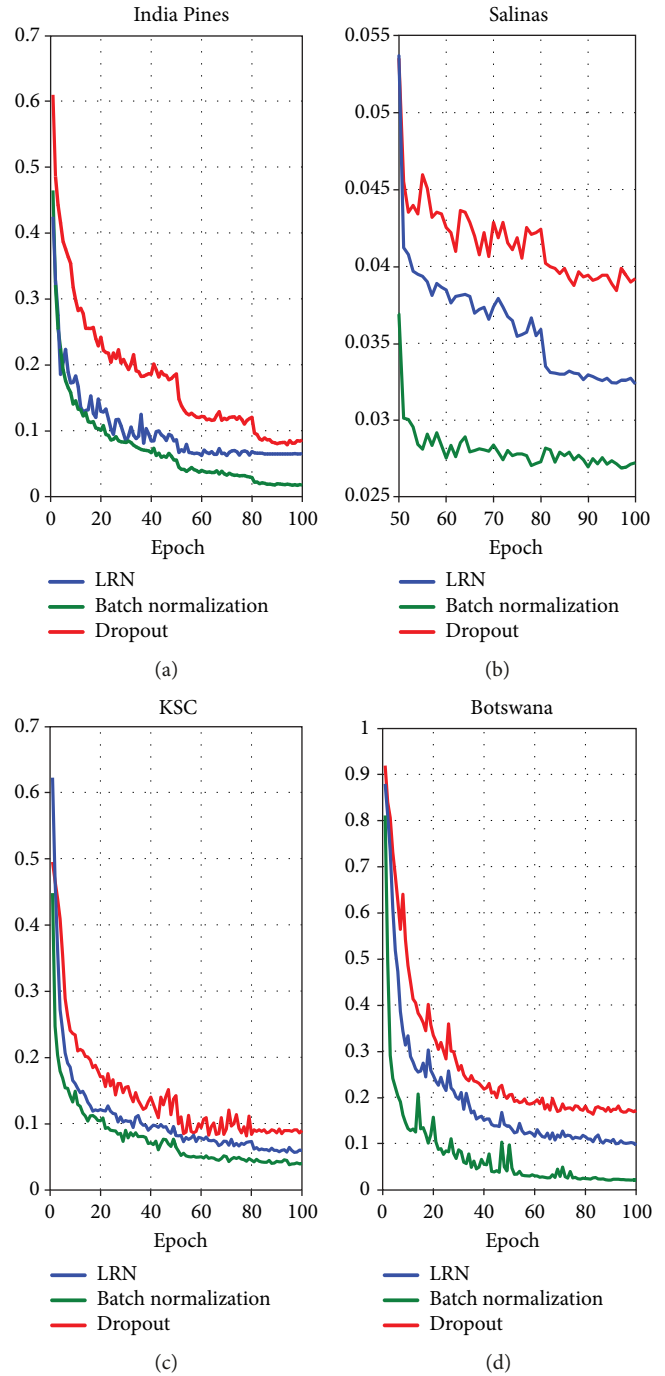 India Pines
0.7
0.6
0.5
0.4
0.3
0.2
0.1
0
0 20 40 60 80 100
Epoch
LRN
Batch normalization
Dropout
(a)
Salinas
0.055
0.05
0.045
0.04
0.035
0.03
0.025
50 60 70 80 90 100
Epoch
LRN
Batch normalization
Dropout
(b)
KSC
0.7
0.6
0.5
0.4
0.3
0.2
0.1
0
0 20 40 60 80 100
Epoch
LRN
Batch normalization
Dropout
(c)
Botswana
1
0.9
0.8
0.7
0.6
0.5
0.4
0.3
0.2
0.1
0
0 20 40 60 80 100
Epoch
LRN
Batch normalization
Dropout
(d)